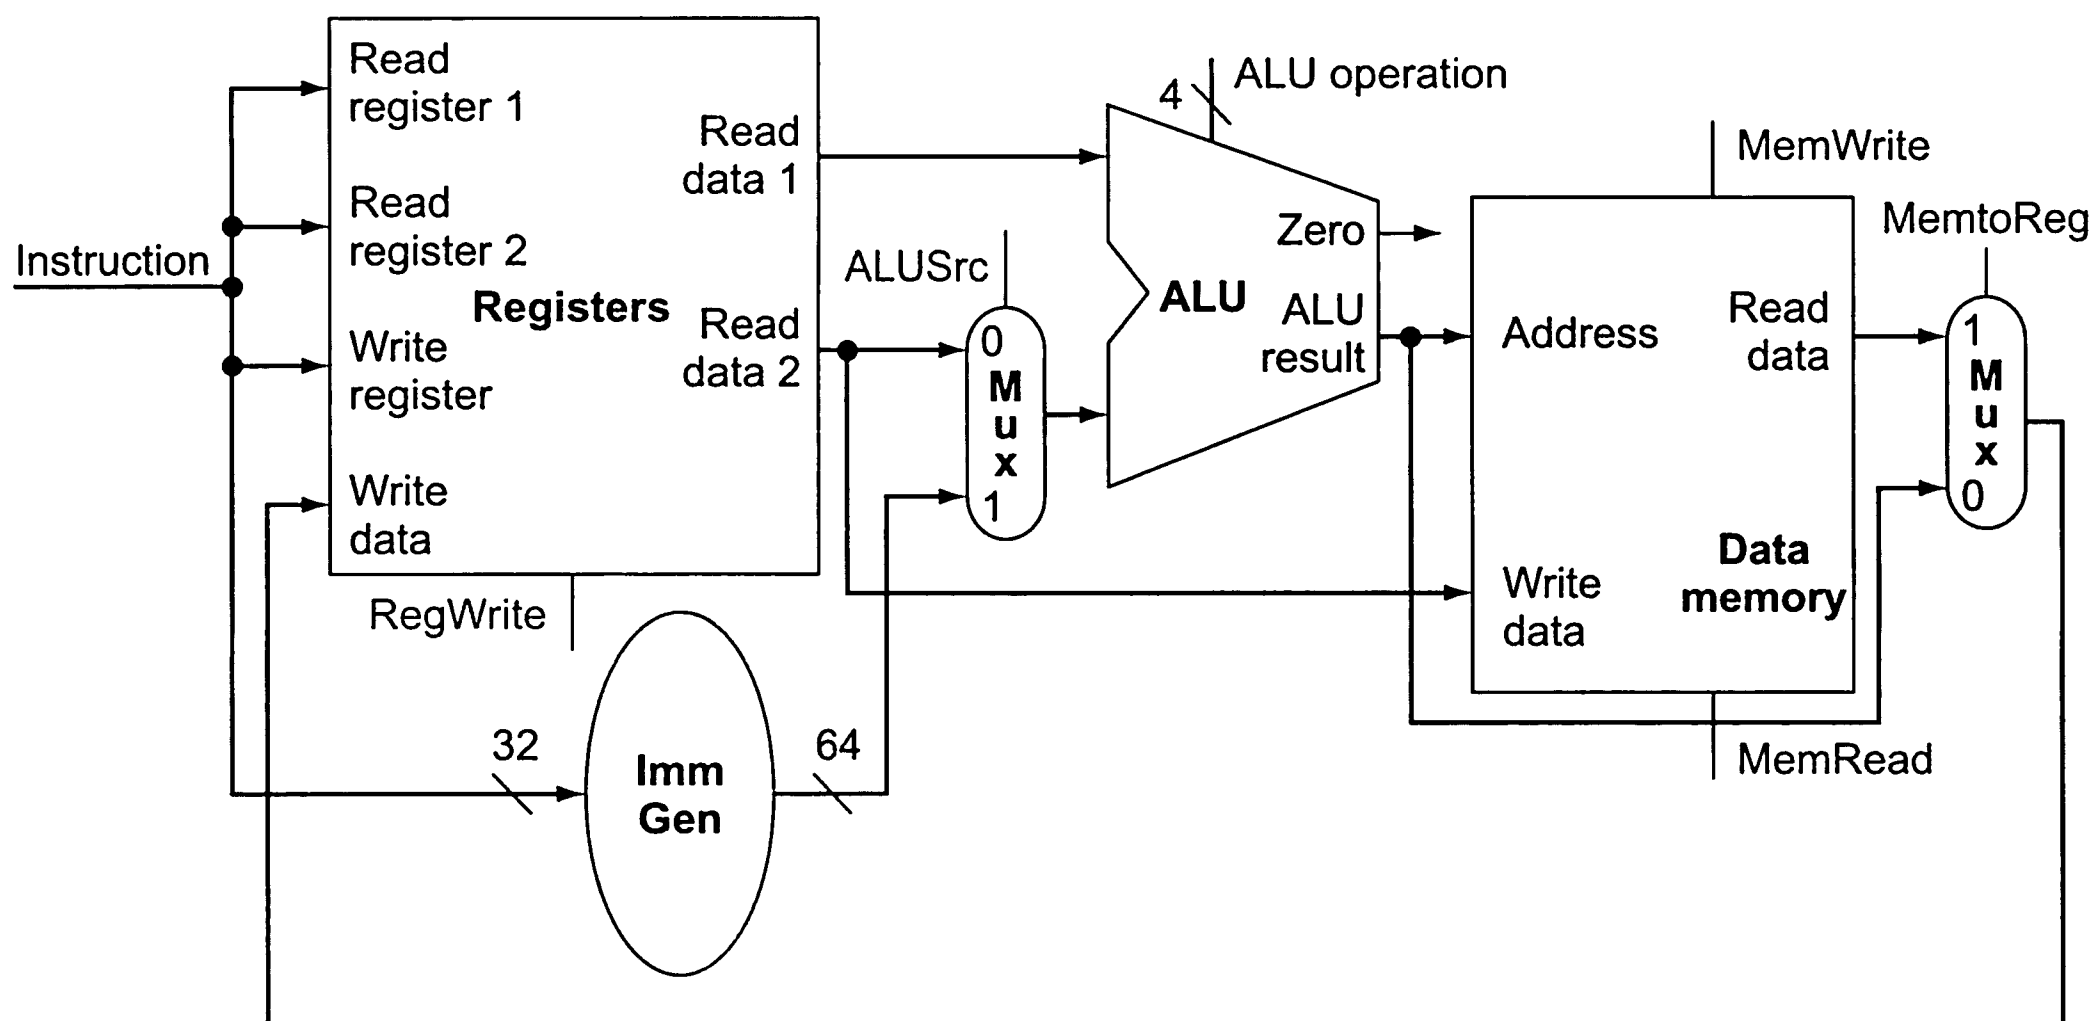 Instruction
Read
register 1
Read
register 2
Registers
Write
register
Write
data
Read
data 1
Read
data 2
RegWrite
32
Imm
Gen
64
ALUSrc
0
M
u
x
1
4
ALU operation
Zero
ALU
ALU
result
MemWrite
Address
Read
data
Write
data
Data
memory
MemRead
MemtoReg
1
M
u
x
0